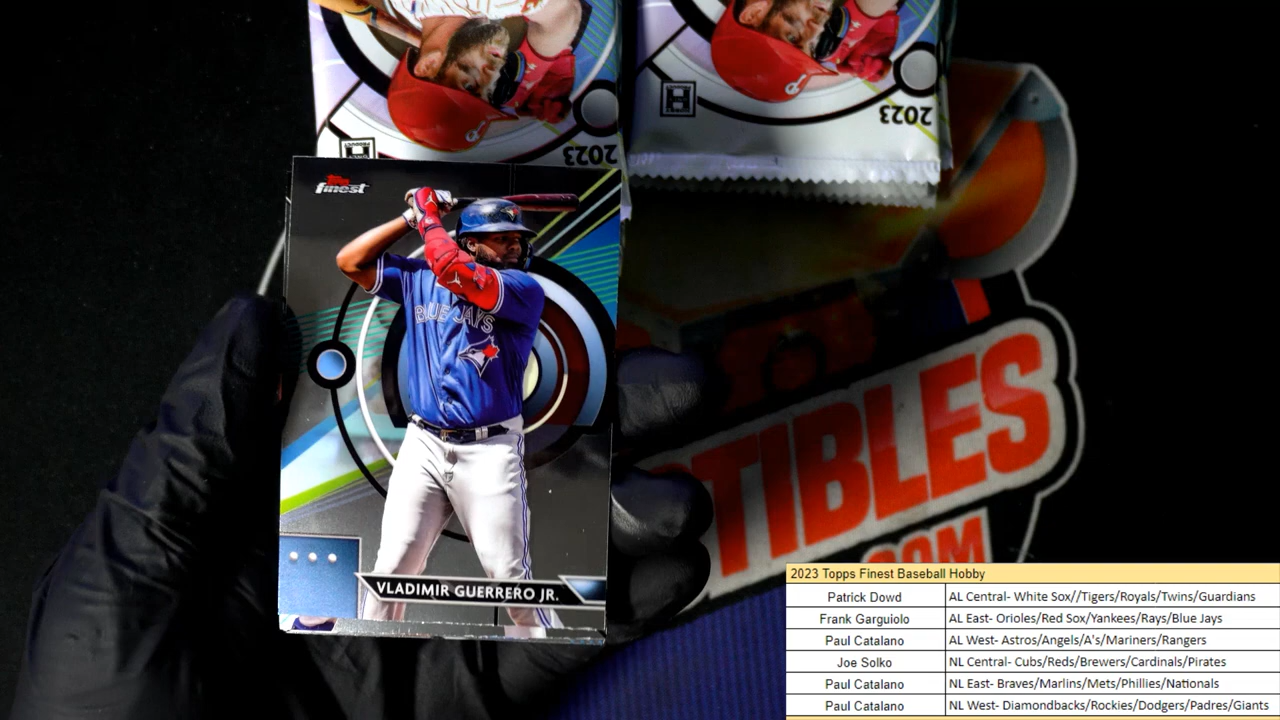 2023
2023
H
H
PRODUCT
Topps
finest
BLUE JAYS
VLADIMIR GUERRERO JR.
TIBLES
.COM
2023 Topps Finest Baseball Hobby
Patrick Dowd AL Central- White Sox//Tigers/Royals/Twins/Guardians
Frank Garguiolo AL East- Orioles/Red Sox/Yankees/Rays/Blue Jays
Paul Catalano AL West- Astros/Angels/A's/Mariners/Rangers
Joe Solko NL Central- Cubs/Reds/Brewers/Cardinals/Pirates
Paul Catalano NL East- Braves/Marlins/Mets/Phillies/Nationals
Paul Catalano NL West- Diamondbacks/Rockies/Dodgers/Padres/Giants